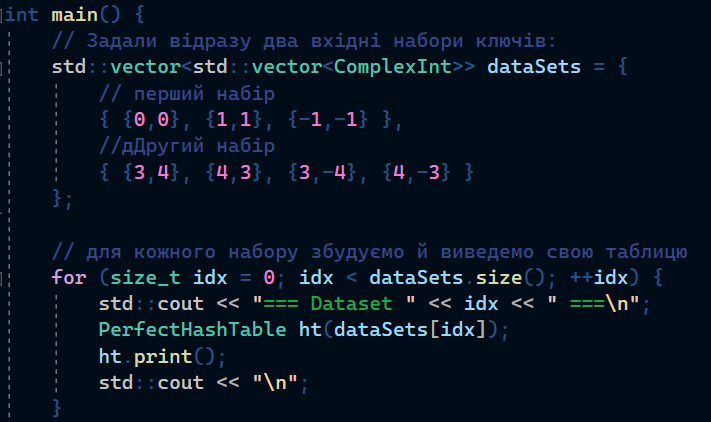 int main() {
// Задали відразу два вхідні набори ключів:
std::vector<std::vector<ComplexInt>> dataSets = {
// перший набір
{ {0,0}, {1,1}, {-1,-1} },
//дДругий набір
{ {3,4}, {4,3}, {3,-4}, {4,-3} }
};
// для кожного набору збудуємо й виведемо свою таблицю
for (size_t idx = 0; idx < dataSets.size(); ++idx) {
std::cout << "=== Dataset " << idx << " ===\n";
PerfectHashTable ht(dataSets[idx]);
ht.print();
std::cout << "\n";
}